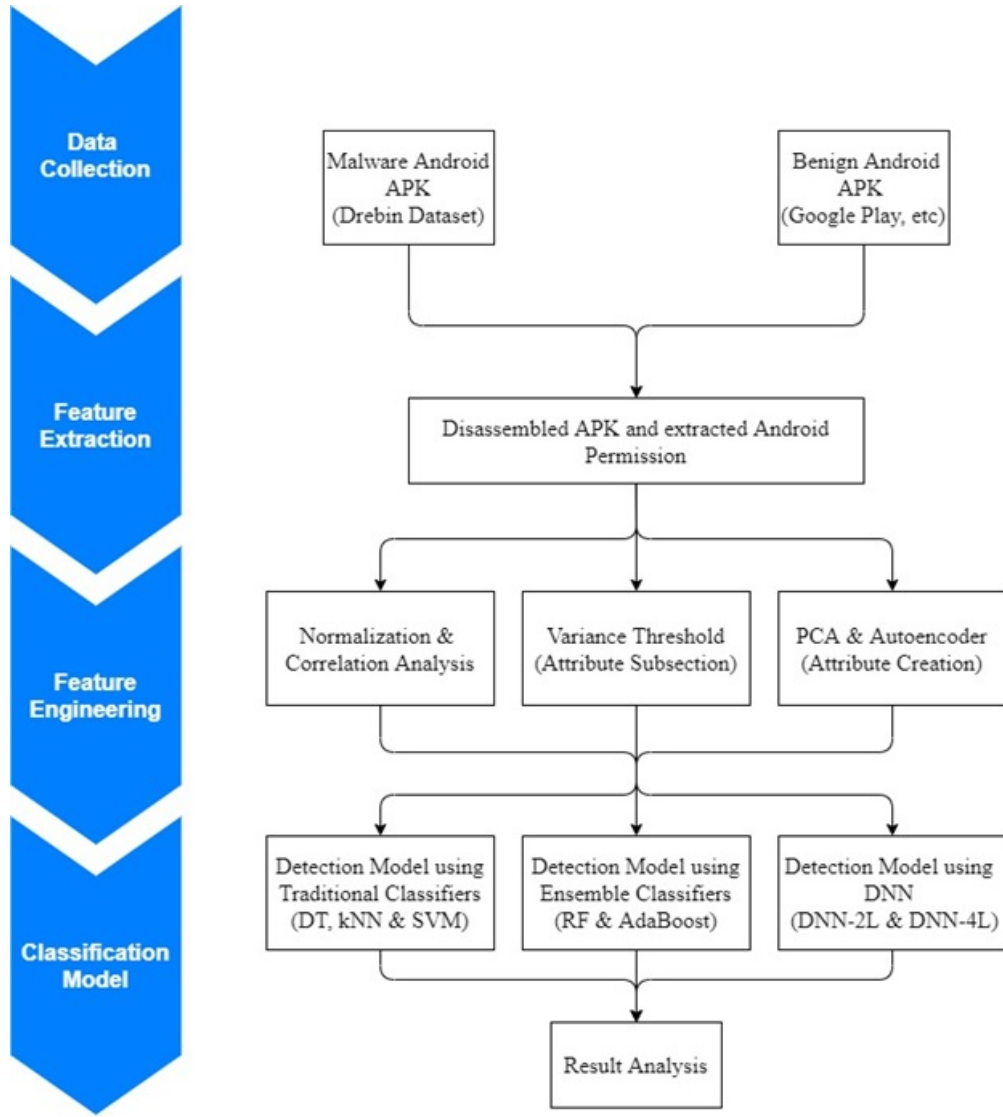 Data
Collection
Malware Android
APK
(Drebin Dataset)
Benign Android
APK
(Google Play, etc)
Feature
Extraction
Disassembled APK and extracted Android
Permission
Feature
Engineering
Normalization &
Correlation Analysis
Variance Threshold
(Attribute Subsection)
PCA & Autoencoder
(Attribute Creation)
Classification
Model
Detection Model using
Traditional Classifiers
(DT, kNN & SVM)
Detection Model using
Ensemble Classifiers
(RF & AdaBoost)
Detection Model using
DNN
(DNN-2L & DNN-4L)
Result Analysis